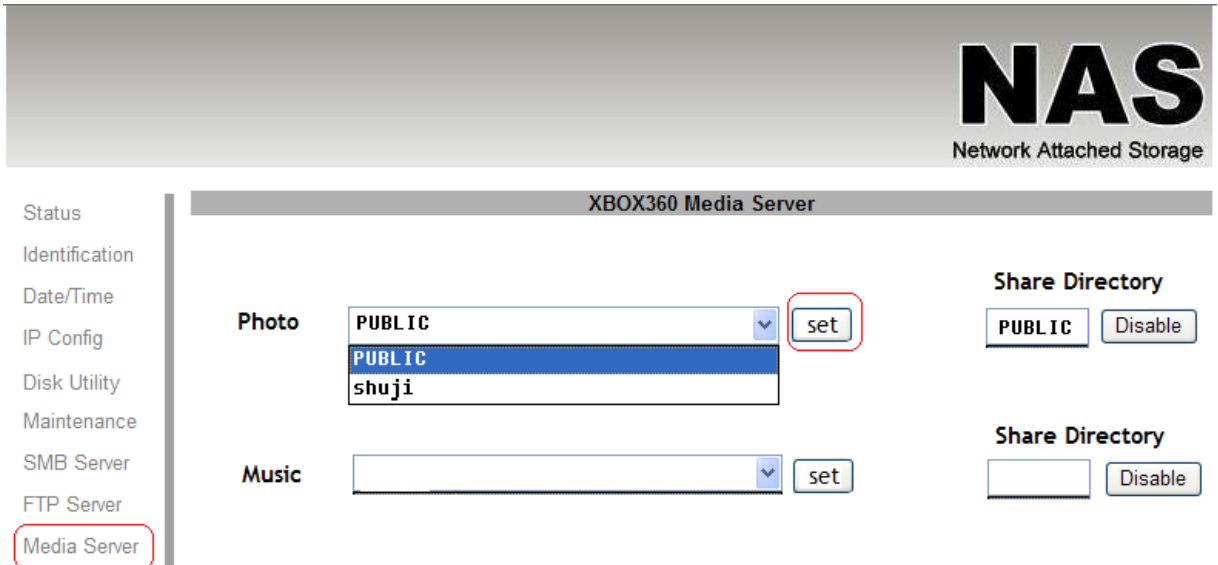 NAS
Network Attached Storage
XBOX360 Media Server
Status
Identification
Date/Time
IP Config
Disk Utility
Maintenance
SMB Server
FTP Server
Media Server
Share Directory
Photo PUBLIC set PUBLIC Disable
PUBLIC
shuji
Share Directory
Music set Disable